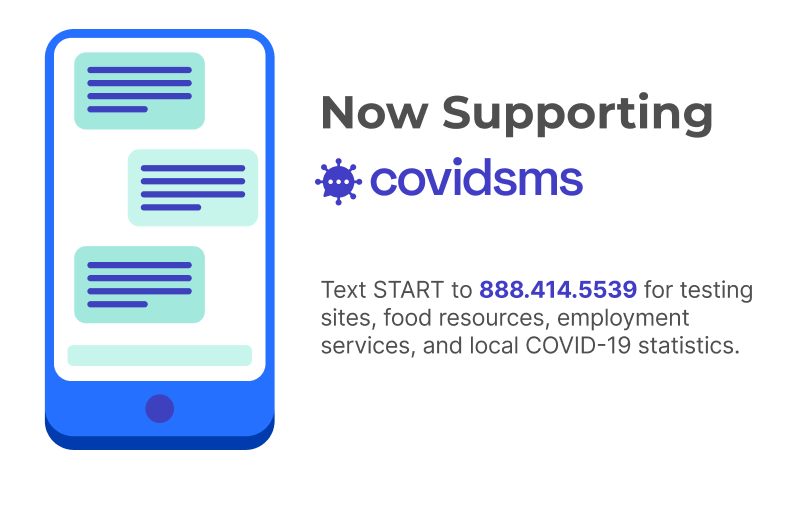 Now Supporting
covidsms
Text START to 888.414.5539 for testing
sites, food resources, employment
services, and local COVID-19 statistics.